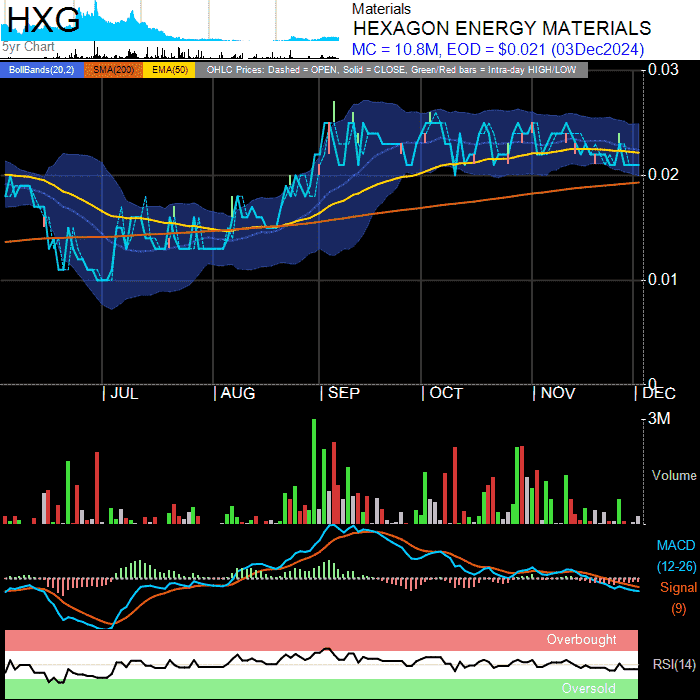 HXG
5yr Chart
Materials
HEXAGON ENERGY MATERIALS
MC = 10.8M, EOD = $0.021 (03Dec2024)
BollBands(20,2) SMA(200) EMA(50) OHLC Prices: Dashed = OPEN, Solid = CLOSE, Green/Red bars = Intra-day HIGH/LOW
0.03
0.02
0.01
0
JUL AUG SEP OCT NOV DEC
3M
Volume
MACD
(12-26)
Signal
(9)
Overbought
RSI(14)
Oversold